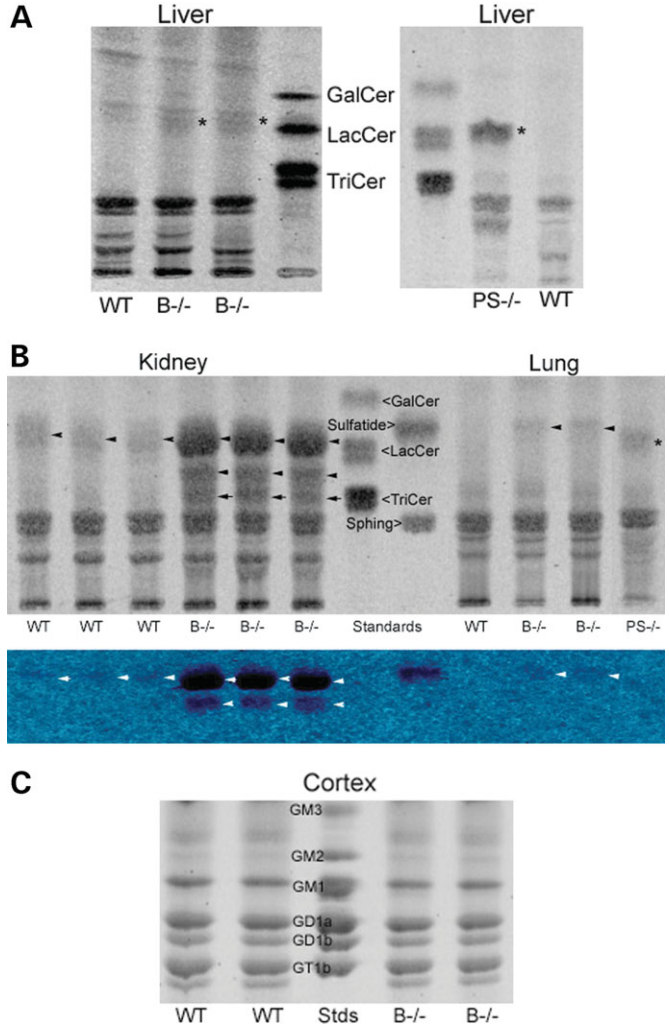 A
Liver
Liver
GalCer
LacCer
TriCer
*
*
*
WT B-/- B-/-
PS-/- WT
B
Kidney
Lung
<GalCer
Sulfatide>
<LacCer
<TriCer
Sphing>
*
WT WT WT B-/- B-/- B-/- Standards WT B-/- B-/- PS-/-
C
Cortex
GM3
GM2
GM1
GD1a
GD1b
GT1b
WT WT Stds B-/- B-/-